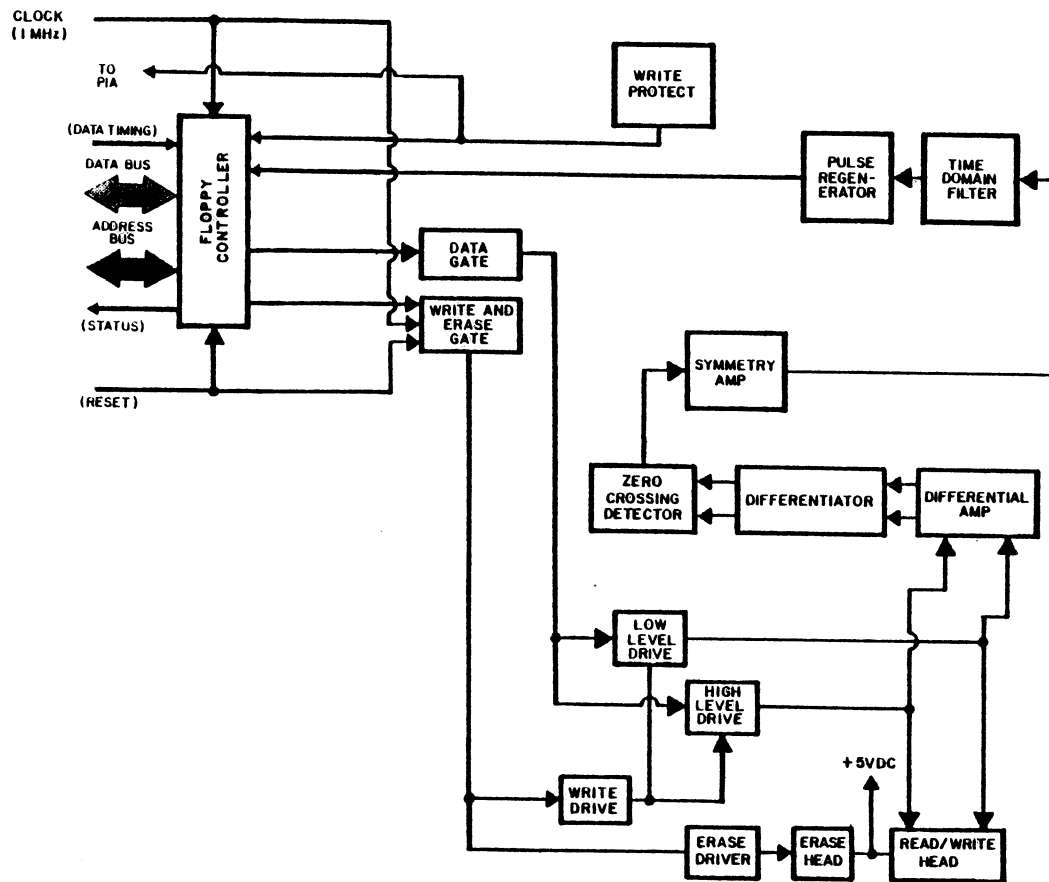 CLOCK
(1 MHz)
TO
PIA
WRITE
PROTECT
(DATA TIMING)
DATA BUS
ADDRESS
BUS
(STATUS)
(RESET)
FLOPPY
CONTROLLER
PULSE
REGEN-
ERATOR
TIME
DOMAIN
FILTER
DATA
GATE
WRITE AND
ERASE
GATE
SYMMETRY
AMP
ZERO
CROSSING
DETECTOR
DIFFERENTIATOR
DIFFERENTIAL
AMP
LOW
LEVEL
DRIVE
HIGH
LEVEL
DRIVE
+5VDC
WRITE
DRIVE
ERASE
DRIVER
ERASE
HEAD
READ/WRITE
HEAD